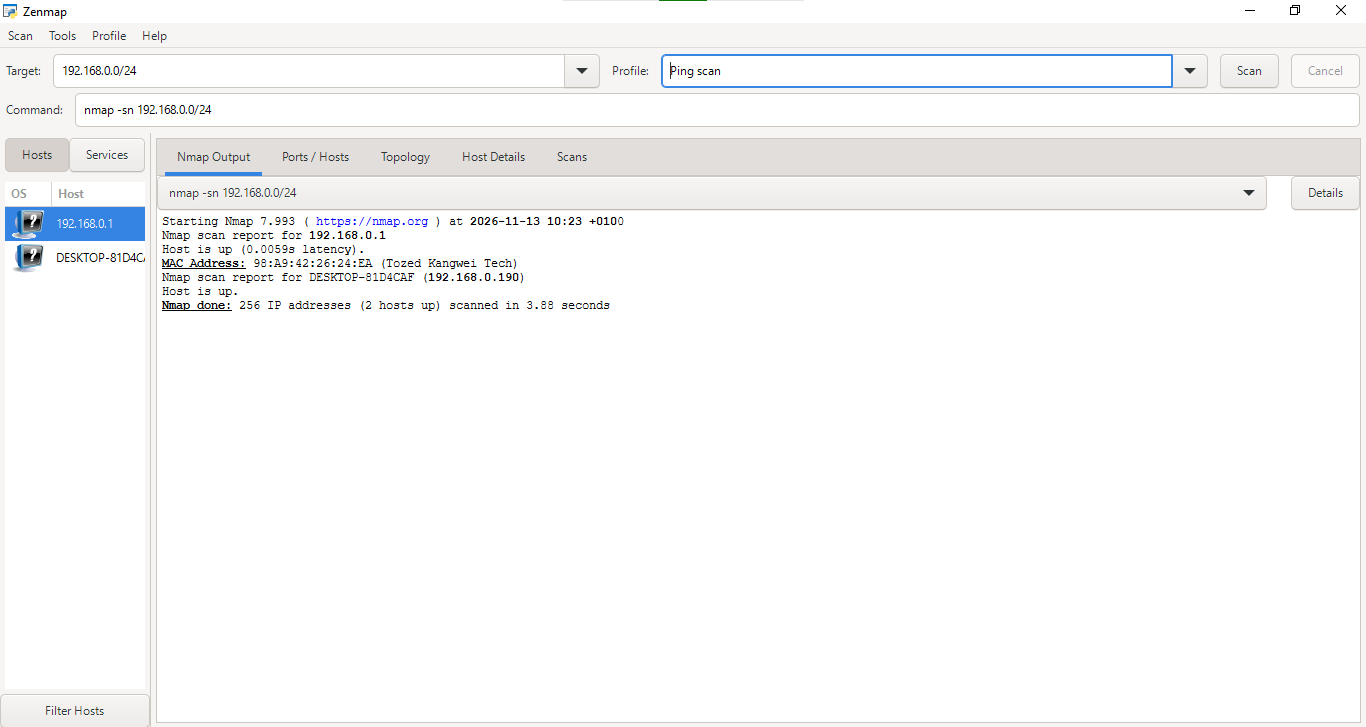 Zenmap
Scan Tools Profile Help
Target: 192.168.0.0/24 Profile: Ping scan Scan Cancel
Command: nmap -sn 192.168.0.0/24
Hosts Services
Nmap Output Ports / Hosts Topology Host Details Scans
OS Host
nmap -sn 192.168.0.0/24 Details
192.168.0.1
DESKTOP-81D4CA
Starting Nmap 7.993 ( https://nmap.org ) at 2026-11-13 10:23 +0100
Nmap scan report for 192.168.0.1
Host is up (0.0059s latency).
MAC Address: 98:A9:42:26:24:EA (Tozed Kangwei Tech)
Nmap scan report for DESKTOP-81D4CAF (192.168.0.190)
Host is up.
Nmap done: 256 IP addresses (2 hosts up) scanned in 3.88 seconds
Filter Hosts